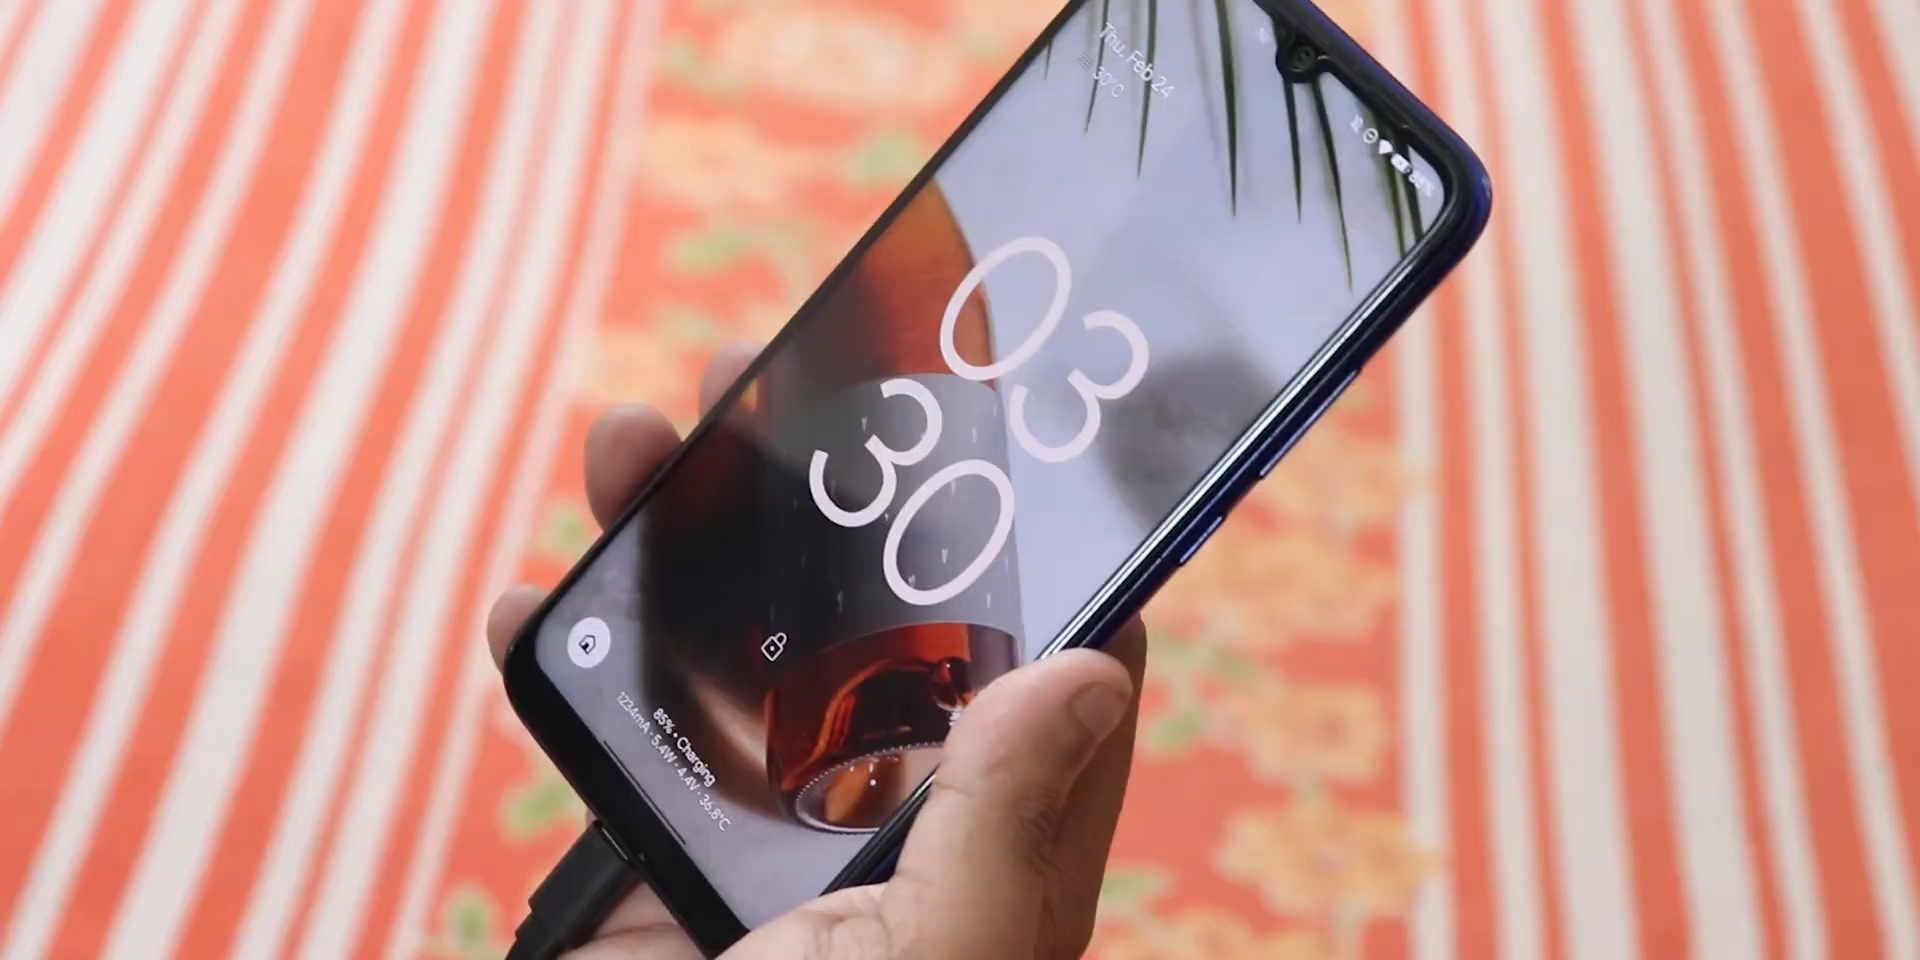 Thu, Feb 24
30°C
03
30
85% • Charging
1234mA · 5.4W · 4.4V · 36.8°C